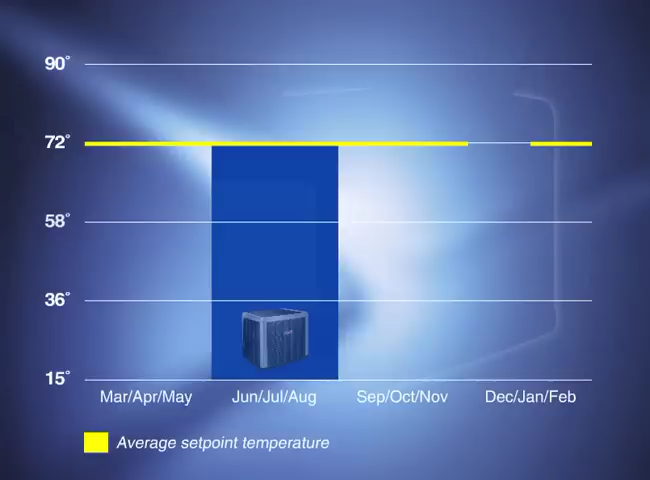 90°
72°
58°
36°
15°
Mar/Apr/May Jun/Jul/Aug Sep/Oct/Nov Dec/Jan/Feb
Average setpoint temperature